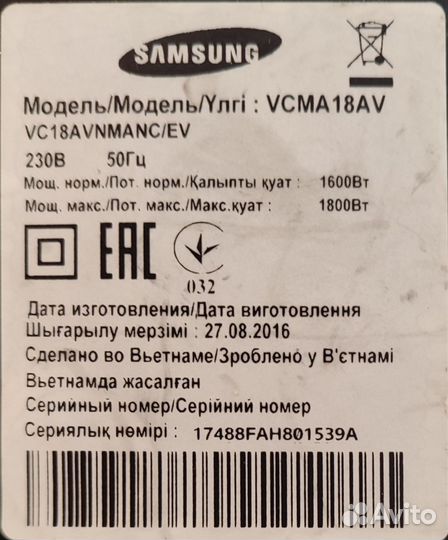 SAMSUNG
Модель/Модель/Үлгі : VCMA18AV
VC18AVNMANC/EV
230В 50Гц
Мощ. норм./Пот. норм./Қалыпты қуат : 1600Вт
Мощ. макс./Пот. макс./Макс.қуат : 1800Вт
EAC
032
Дата изготовления/Дата виготовлення
Шығарылу мерзімі : 27.08.2016
Сделано во Вьетнаме/Зроблено у В'єтнамі
Вьетнамда жасалған
Серийный номер/Серійний номер
Сериялық нөмірі : 17488FAH801539A
Avito